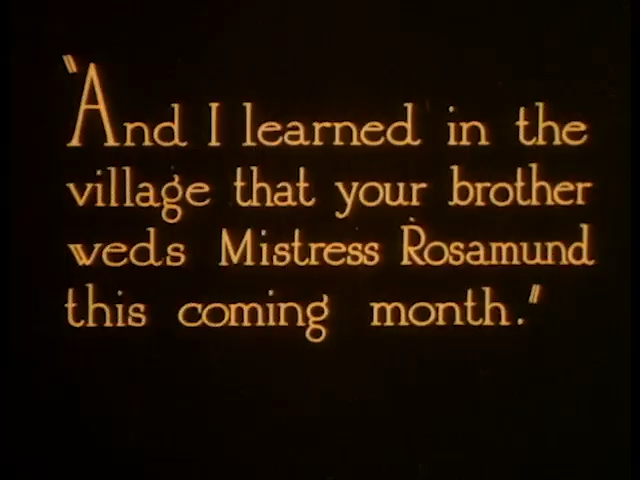 "And I learned in the
village that your brother
weds Mistress Rosamund
this coming month."